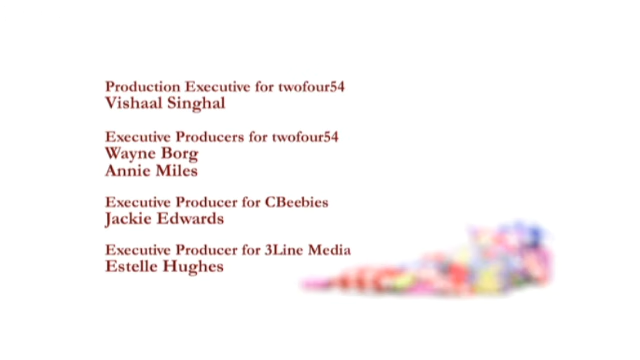 Production Executive for twofour54
Vishaal Singhal
Executive Producers for twofour54
Wayne Borg
Annie Miles
Executive Producer for CBeebies
Jackie Edwards
Executive Producer for 3Line Media
Estelle Hughes